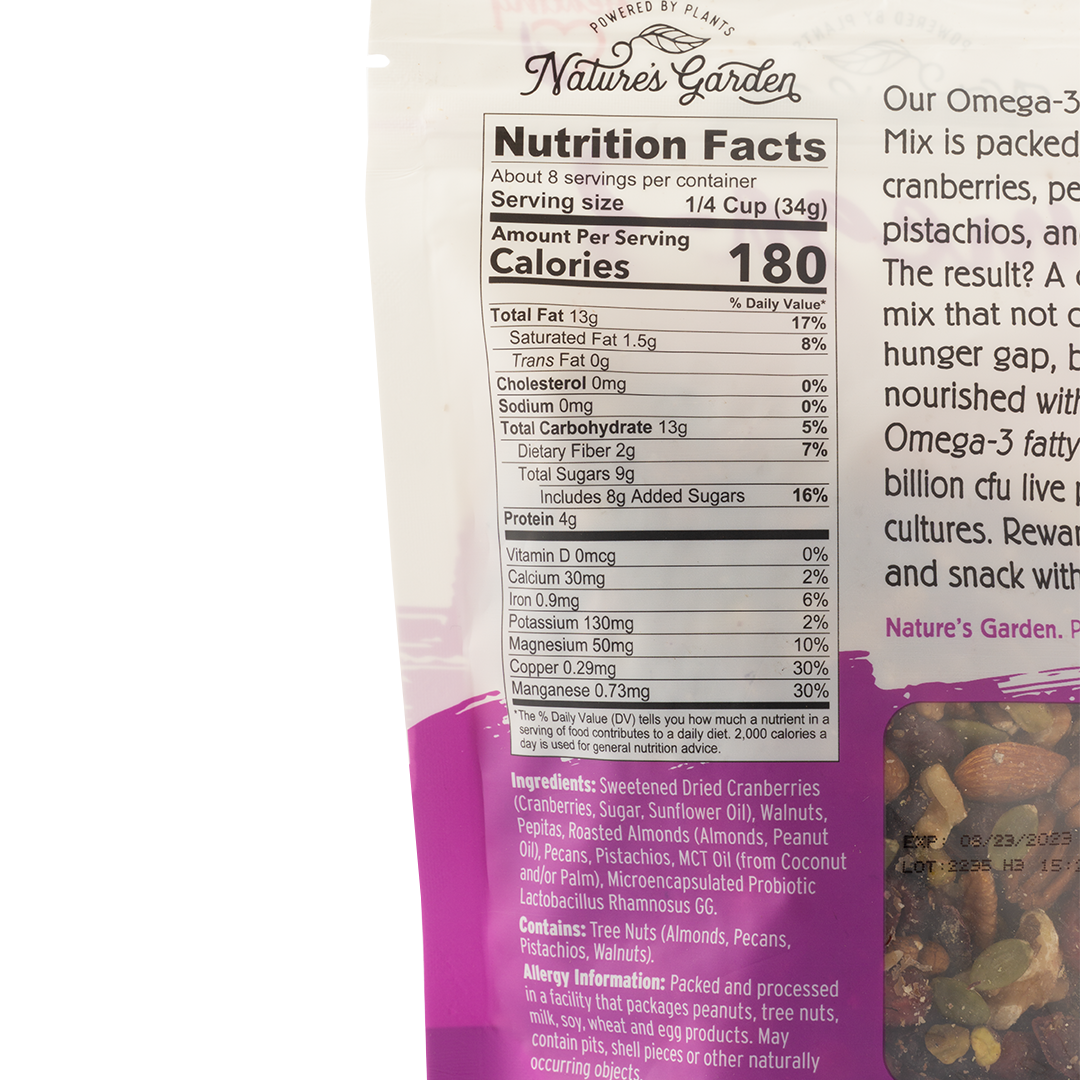 POWERED BY PLANTS
Nature's Garden
Nutrition Facts
About 8 servings per container
Serving size 1/4 Cup (34g)
Amount Per Serving
Calories 180
% Daily Value*
Total Fat 13g 17%
Saturated Fat 1.5g 8%
Trans Fat 0g
Cholesterol 0mg 0%
Sodium 0mg 0%
Total Carbohydrate 13g 5%
Dietary Fiber 2g 7%
Total Sugars 9g
Includes 8g Added Sugars 16%
Protein 4g
Vitamin D 0mcg 0%
Calcium 30mg 2%
Iron 0.9mg 6%
Potassium 130mg 2%
Magnesium 50mg 10%
Copper 0.29mg 30%
Manganese 0.73mg 30%
*The % Daily Value (DV) tells you how much a nutrient in a
serving of food contributes to a daily diet. 2,000 calories a
day is used for general nutrition advice.
Ingredients: Sweetened Dried Cranberries
(Cranberries, Sugar, Sunflower Oil), Walnuts,
Pepitas, Roasted Almonds (Almonds, Peanut
Oil), Pecans, Pistachios, MCT Oil (from Coconut
and/or Palm), Microencapsulated Probiotic
Lactobacillus Rhamnosus GG.
Contains: Tree Nuts (Almonds, Pecans,
Pistachios, Walnuts).
Allergy Information: Packed and processed
in a facility that packages peanuts, tree nuts,
milk, soy, wheat and egg products. May
contain pits, shell pieces or other naturally
occurring objects.
Our Omega-3
Mix is packed
cranberries, pe
pistachios, an
The result? A
mix that not
hunger gap, b
nourished with
Omega-3 fatty
billion cfu live
cultures. Rewar
and snack with
Nature's Garden. P
EXP: 09/23/2023
LOT:2235 H3 15: